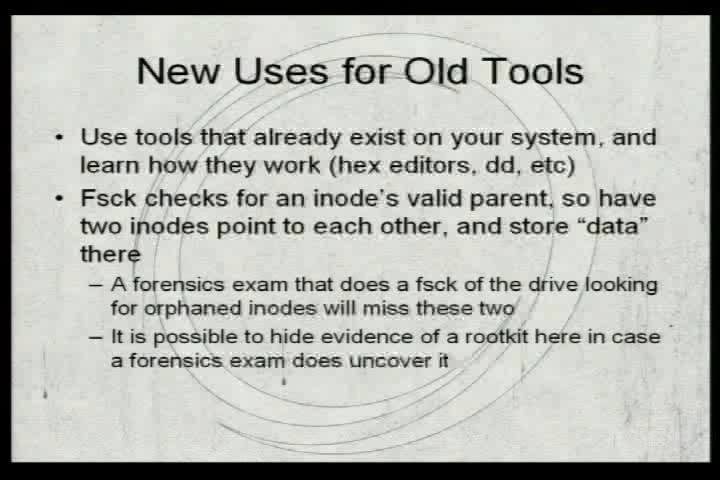 New Uses for Old Tools
• Use tools that already exist on your system, and
learn how they work (hex editors, dd, etc)
• Fsck checks for an inode's valid parent, so have
two inodes point to each other, and store “data”
there
– A forensics exam that does a fsck of the drive looking
for orphaned inodes will miss these two
– It is possible to hide evidence of a rootkit here in case
a forensics exam does uncover it